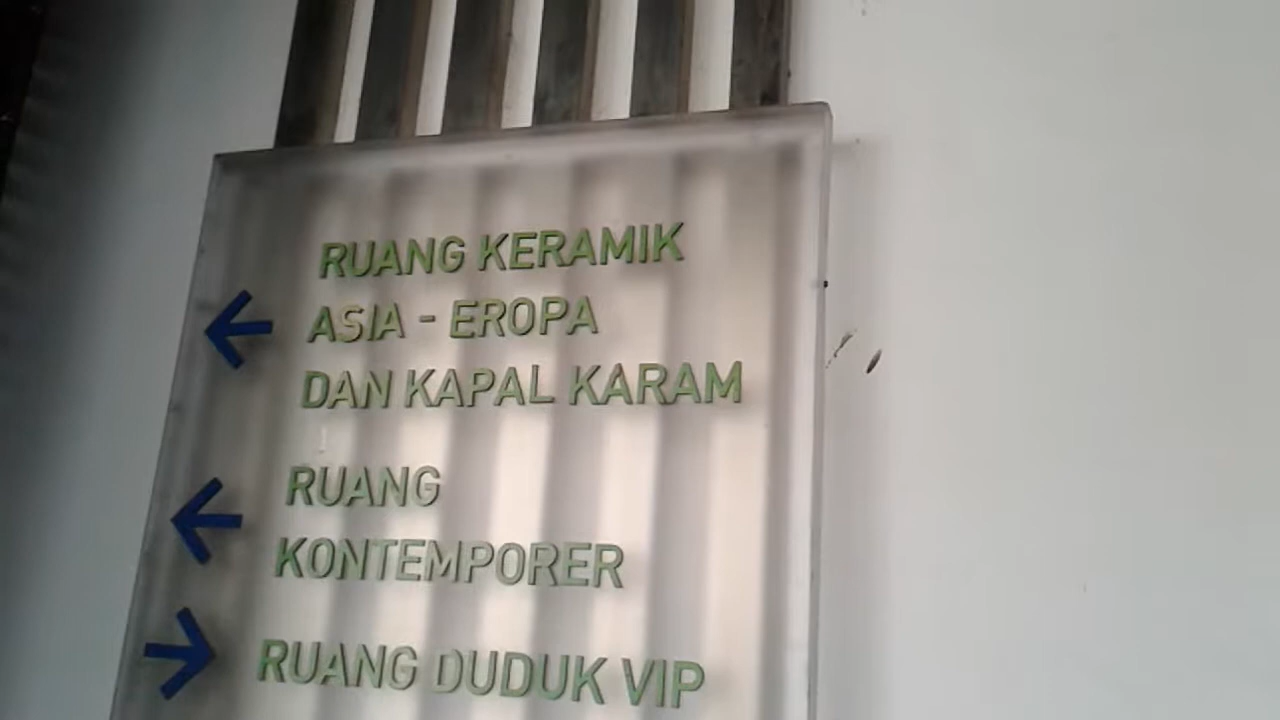 RUANG KERAMIK
ASIA - EROPA
DAN KAPAL KARAM
RUANG
KONTEMPORER
RUANG DUDUK VIP